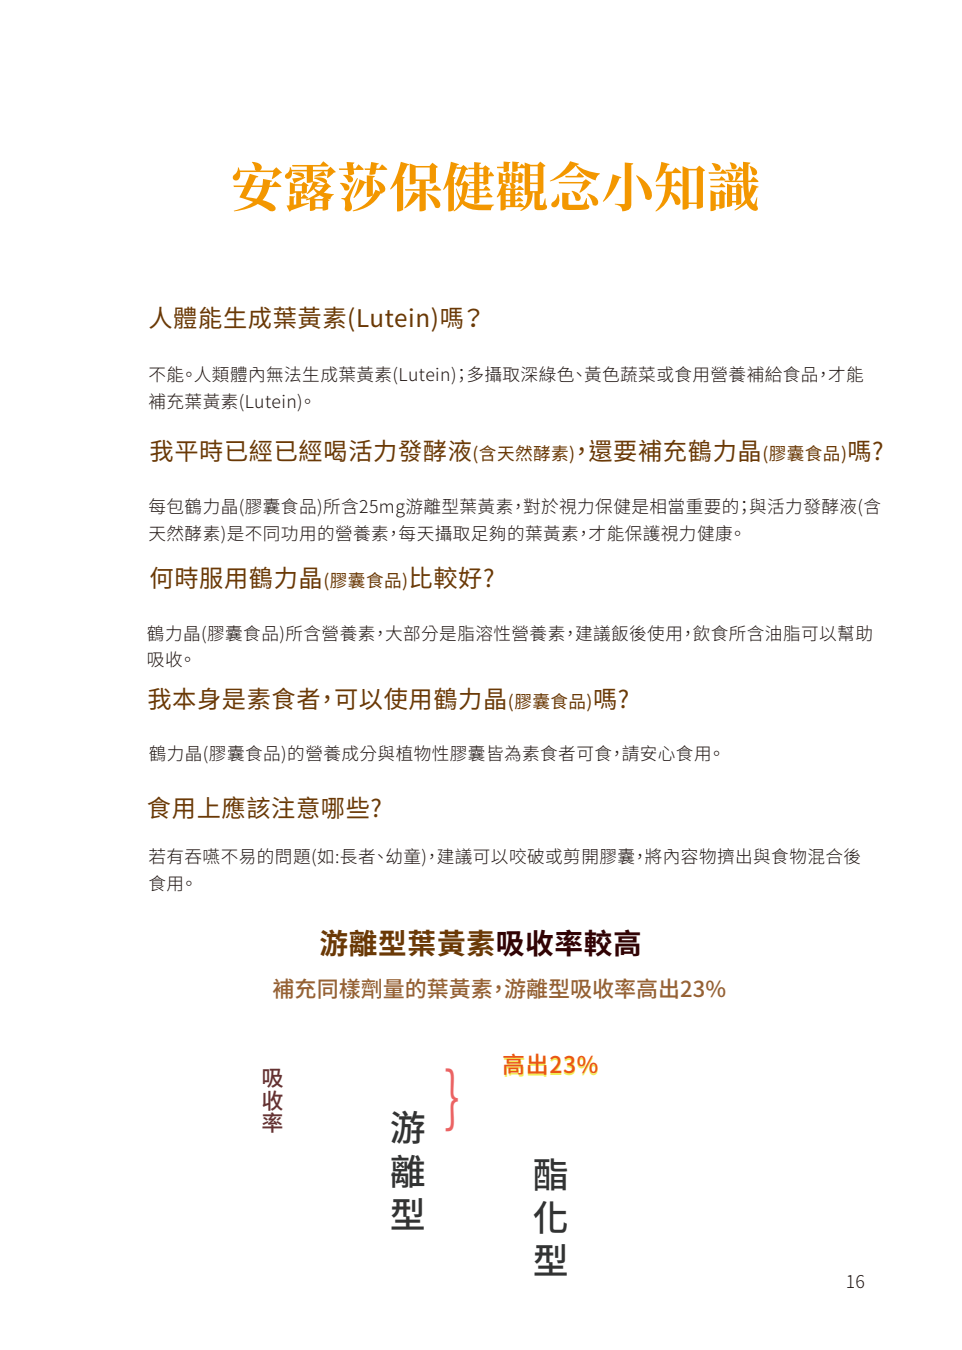 安露莎保健觀念小知識
人體能生成葉黃素(Lutein)嗎？
不能。人類體內無法生成葉黃素(Lutein)；多攝取深綠色、黃色蔬菜或食用營養補給食品，才能
補充葉黃素(Lutein)。
我平時已經已經喝活力發酵液(含天然酵素)，還要補充鶴力晶(膠囊食品)嗎?
每包鶴力晶(膠囊食品)所含25mg游離型葉黃素，對於視力保健是相當重要的；與活力發酵液(含
天然酵素)是不同功用的營養素，每天攝取足夠的葉黃素，才能保護視力健康。
何時服用鶴力晶(膠囊食品)比較好?
鶴力晶(膠囊食品)所含營養素，大部分是脂溶性營養素，建議飯後使用，飲食所含油脂可以幫助
吸收。
我本身是素食者，可以使用鶴力晶(膠囊食品)嗎?
鶴力晶(膠囊食品)的營養成分與植物性膠囊皆為素食者可食，請安心食用。
食用上應該注意哪些?
若有吞嚥不易的問題(如:長者、幼童)，建議可以咬破或剪開膠囊，將內容物擠出與食物混合後
食用。
游離型葉黃素吸收率較高
補充同樣劑量的葉黃素，游離型吸收率高出23%
高出23%
吸收率
游離型
酯化型
16